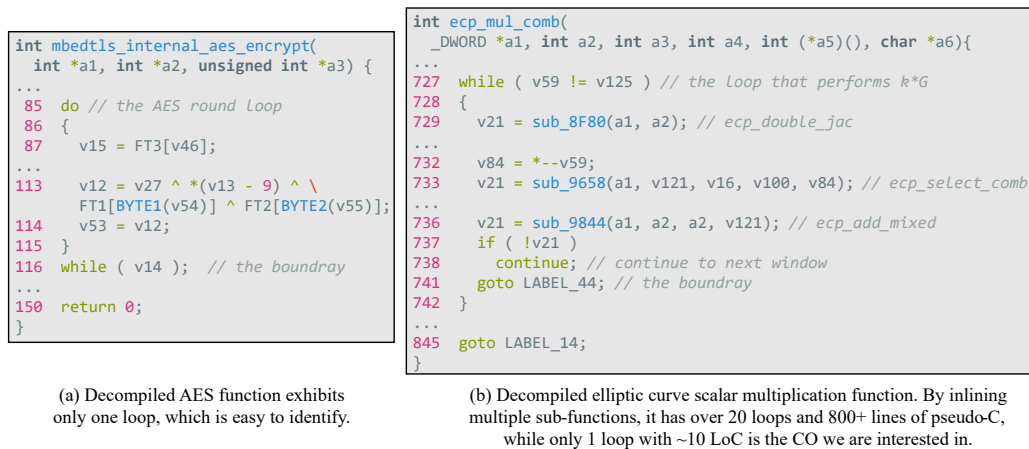 int mbedtls_internal_aes_encrypt(
int *a1, int *a2, unsigned int *a3) {
...
85 do // the AES round loop
86 {
87 v15 = FT3[v46];
...
113 v12 = v27 ^ *(v13 - 9) ^ \
FT1[BYTE1(v54)] ^ FT2[BYTE2(v55)];
114 v53 = v12;
115 }
116 while ( v14 ); // the boundray
...
150 return 0;
}
(a) Decompiled AES function exhibits
only one loop, which is easy to identify.
int ecp_mul_comb(
_DWORD *a1, int a2, int a3, int a4, int (*a5)(), char *a6){
...
727 while ( v59 != v125 ) // the loop that performs k*G
728 {
729 v21 = sub_8F80(a1, a2); // ecp_double_jac
...
732 v84 = *--v59;
733 v21 = sub_9658(a1, v121, v16, v100, v84); // ecp_select_comb
...
736 v21 = sub_9844(a1, a2, a2, v121); // ecp_add_mixed
737 if ( !v21 )
738 continue; // continue to next window
741 goto LABEL_44; // the boundray
742 }
...
845 goto LABEL_14;
}
(b) Decompiled elliptic curve scalar multiplication function. By inlining
multiple sub-functions, it has over 20 loops and 800+ lines of pseudo-C,
while only 1 loop with ~10 LoC is the CO we are interested in.